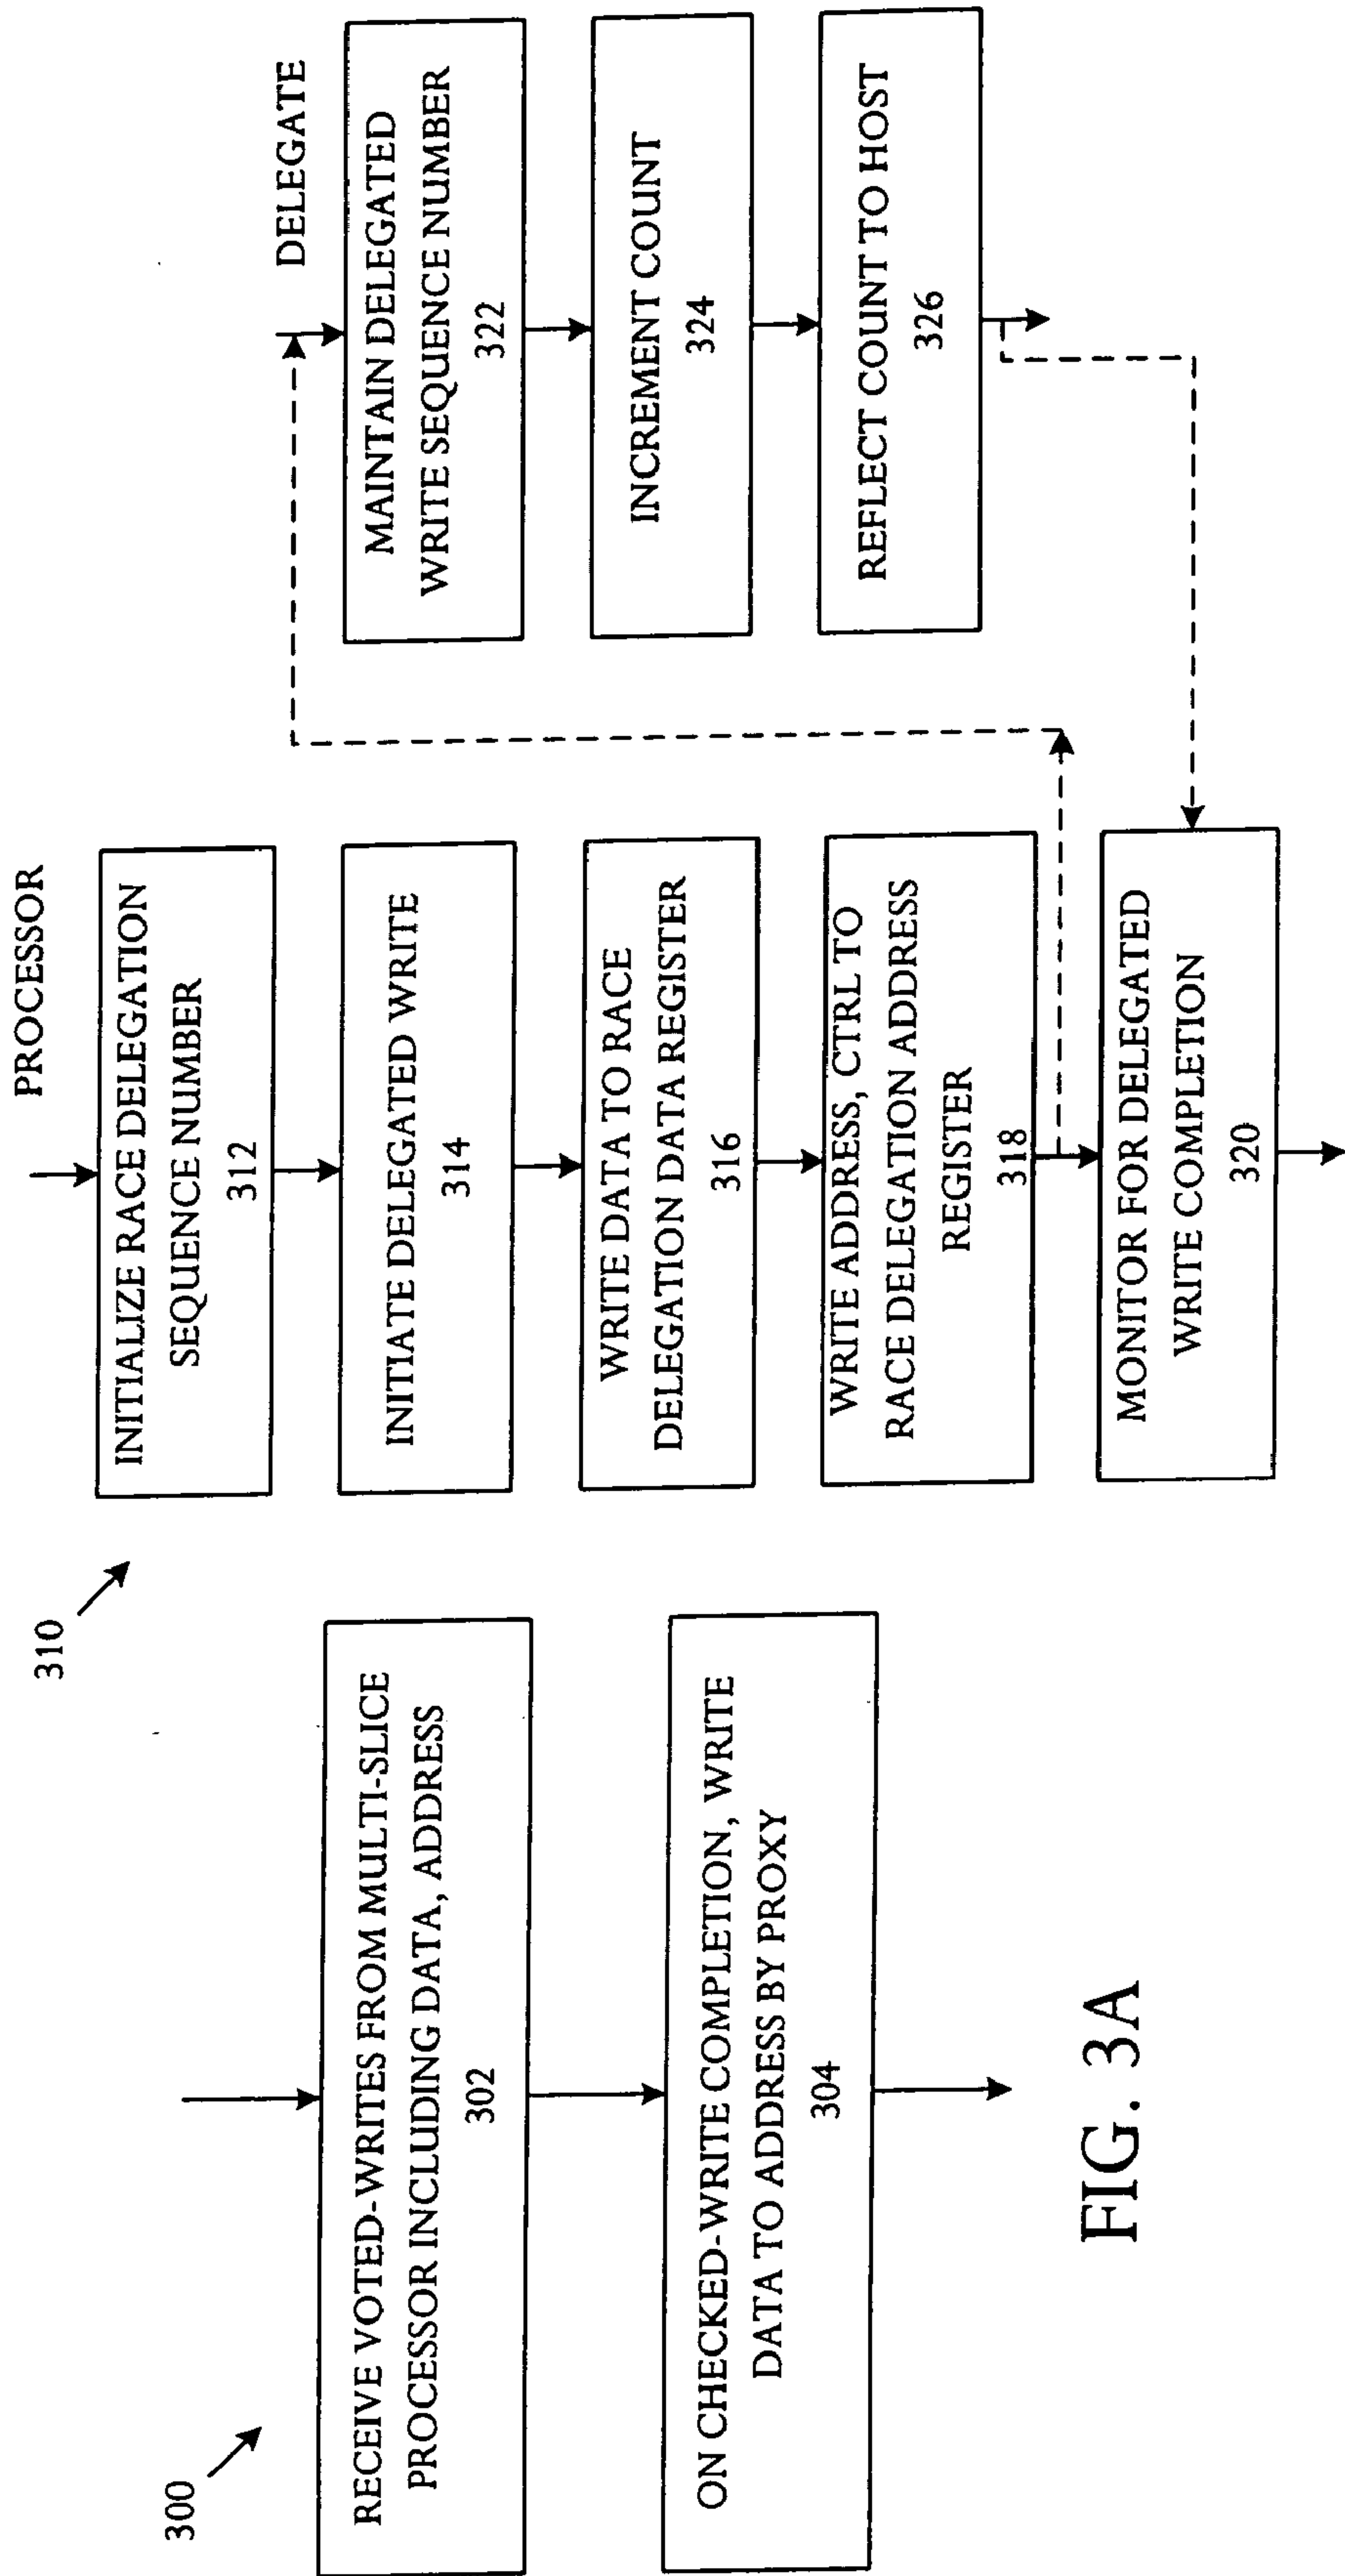 300
RECEIVE VOTED-WRITES FROM MULTI-SLICE
PROCESSOR INCLUDING DATA, ADDRESS
302
ON CHECKED-WRITE COMPLETION, WRITE
DATA TO ADDRESS BY PROXY
304
FIG. 3A
310
PROCESSOR
INITIALIZE RACE DELEGATION
SEQUENCE NUMBER
312
INITIATE DELEGATED WRITE
314
WRITE DATA TO RACE
DELEGATION DATA REGISTER
316
WRITE ADDRESS, CTRL TO
RACE DELEGATION ADDRESS
REGISTER
318
MONITOR FOR DELEGATED
WRITE COMPLETION
320
DELEGATE
MAINTAIN DELEGATED
WRITE SEQUENCE NUMBER
322
INCREMENT COUNT
324
REFLECT COUNT TO HOST
326